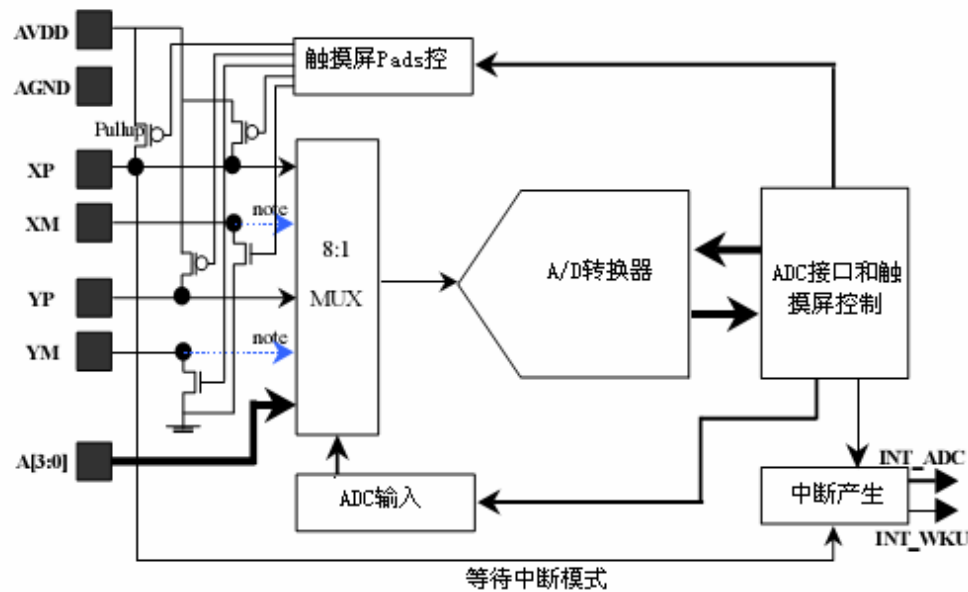 AVDD
触摸屏Pads控
AGND
Pullup
XP
XM
note
8:1
MUX
A/D转换器
ADC接口和触
摸屏控制
YP
YM
note
A[3:0]
ADC输入
中断产生
INT_ADC
INT_WKU
等待中断模式